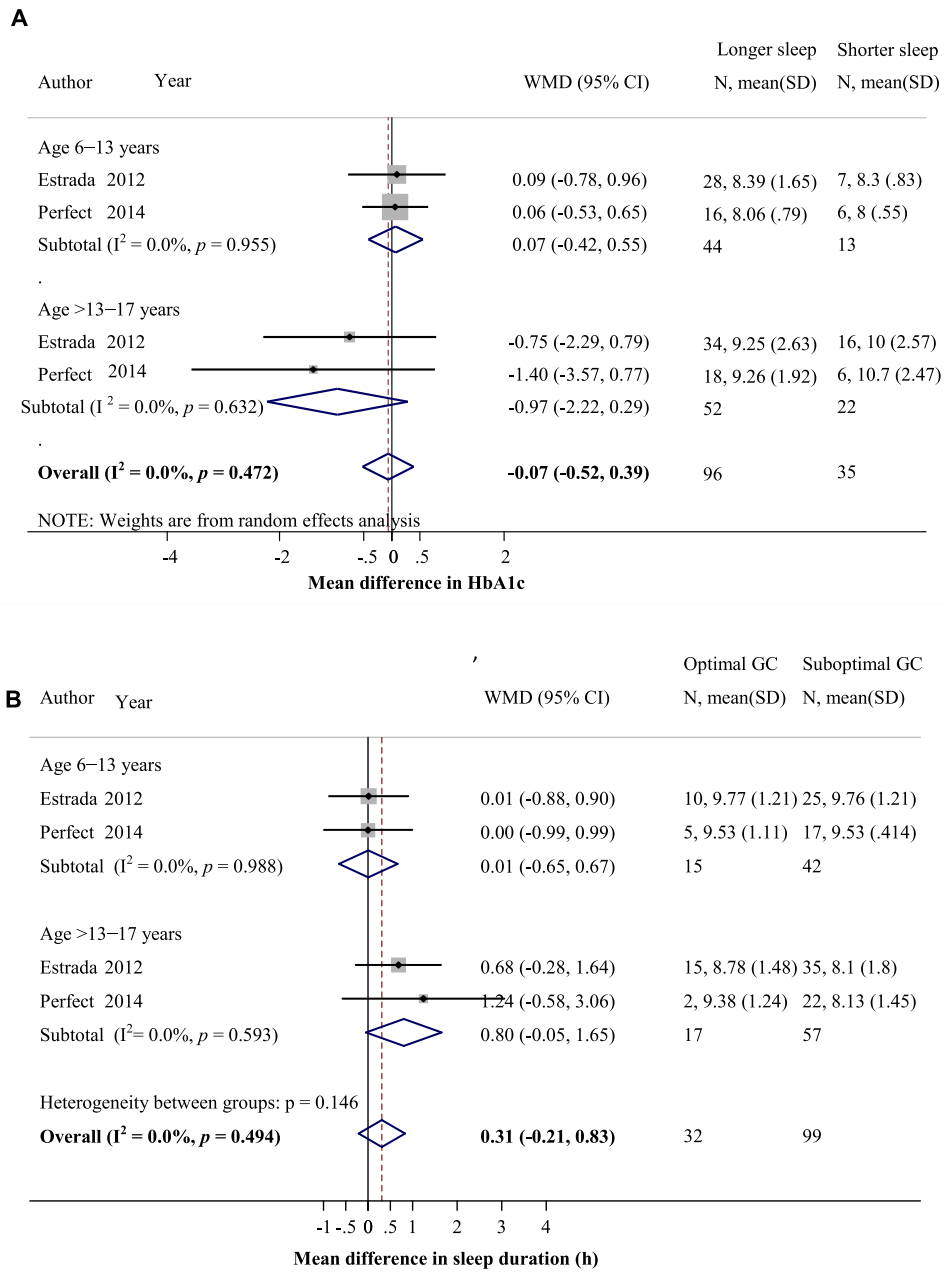 A
Longer sleep Shorter sleep
Author Year WMD (95% CI) N, mean(SD) N, mean(SD)
Age 6−13 years
Estrada 2012 0.09 (-0.78, 0.96) 28, 8.39 (1.65) 7, 8.3 (.83)
Perfect 2014 0.06 (-0.53, 0.65) 16, 8.06 (.79) 6, 8 (.55)
Subtotal (I² = 0.0%, p = 0.955) 0.07 (-0.42, 0.55) 44 13
.
Age >13−17 years
Estrada 2012 -0.75 (-2.29, 0.79) 34, 9.25 (2.63) 16, 10 (2.57)
Perfect 2014 -1.40 (-3.57, 0.77) 18, 9.26 (1.92) 6, 10.7 (2.47)
Subtotal (I ² = 0.0%, p = 0.632) -0.97 (-2.22, 0.29) 52 22
.
Overall (I² = 0.0%, p = 0.472) -0.07 (-0.52, 0.39) 96 35
NOTE: Weights are from random effects analysis
-4 -2 -.5 0 .5 2
Mean difference in HbA1c
,
Optimal GC Suboptimal GC
B Author Year WMD (95% CI) N, mean(SD) N, mean(SD)
Age 6−13 years
Estrada 2012 0.01 (-0.88, 0.90) 10, 9.77 (1.21) 25, 9.76 (1.21)
Perfect 2014 0.00 (-0.99, 0.99) 5, 9.53 (1.11) 17, 9.53 (.414)
Subtotal (I² = 0.0%, p = 0.988) 0.01 (-0.65, 0.67) 15 42
Age >13−17 years
Estrada 2012 0.68 (-0.28, 1.64) 15, 8.78 (1.48) 35, 8.1 (1.8)
Perfect 2014 1.24 (-0.58, 3.06) 2, 9.38 (1.24) 22, 8.13 (1.45)
Subtotal (I²= 0.0%, p = 0.593) 0.80 (-0.05, 1.65) 17 57
Heterogeneity between groups: p = 0.146
Overall (I² = 0.0%, p = 0.494) 0.31 (-0.21, 0.83) 32 99
-1 -.5 0 .5 1 2 3 4
Mean difference in sleep duration (h)